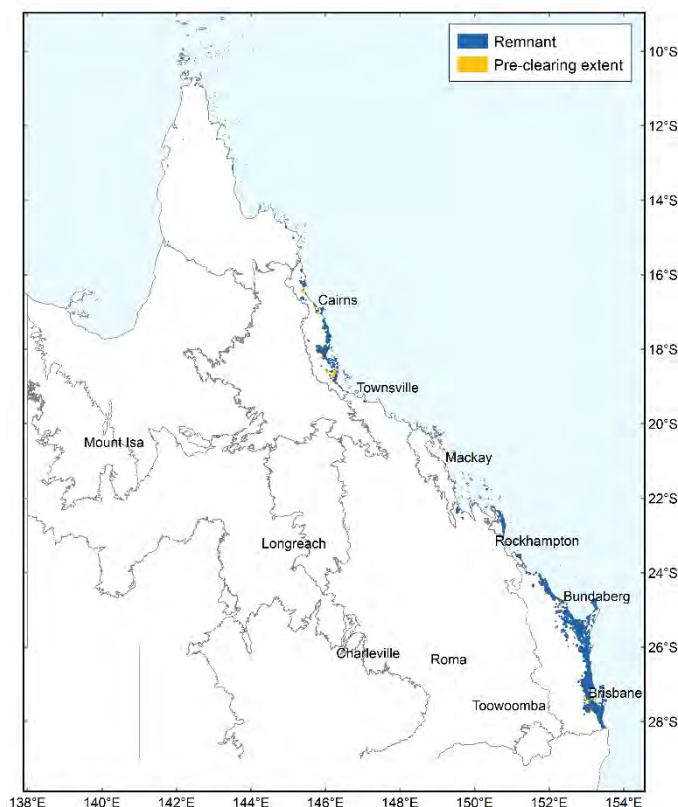 Remnant
Pre-clearing extent
10°S
12°S
14°S
16°S
Cairns
18°S
Townsville
20°S
Mount Isa
Mackay
22°S
Longreach
Rockhampton
24°S
Bundaberg
Charleville
Roma
26°S
Brisbane
Toowoomba
28°S
138°E 140°E 142°E 144°E 146°E 148°E 150°E 152°E 154°E